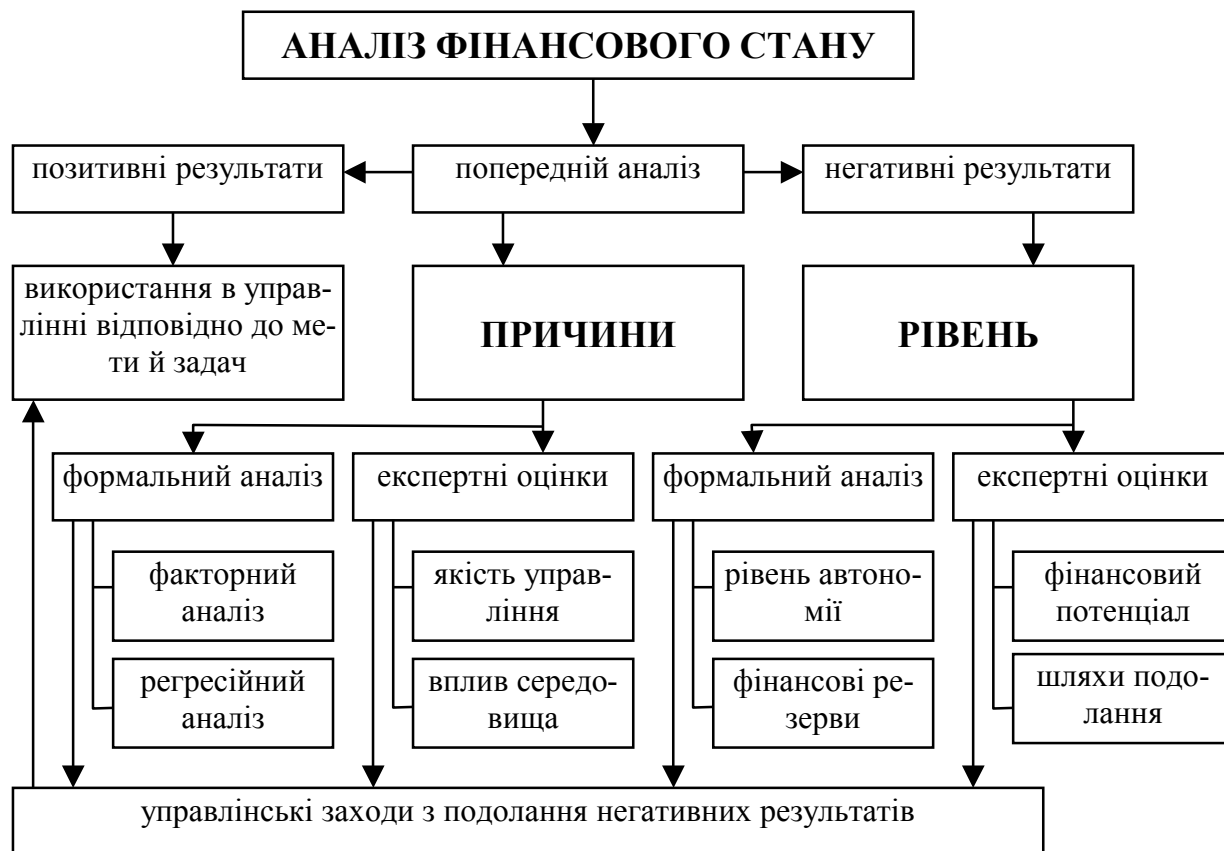 АНАЛІЗ ФІНАНСОВОГО СТАНУ
позитивні результати
попередній аналіз
негативні результати
використання в управ-
лінні відповідно до ме-
ти й задач
ПРИЧИНИ
РІВЕНЬ
формальний аналіз
експертні оцінки
формальний аналіз
експертні оцінки
факторний
аналіз
якість управ-
ління
рівень автоно-
мії
фінансовий
потенціал
регресійний
аналіз
вплив середо-
вища
фінансові ре-
зерви
шляхи подо-
лання
управлінські заходи з подолання негативних результатів